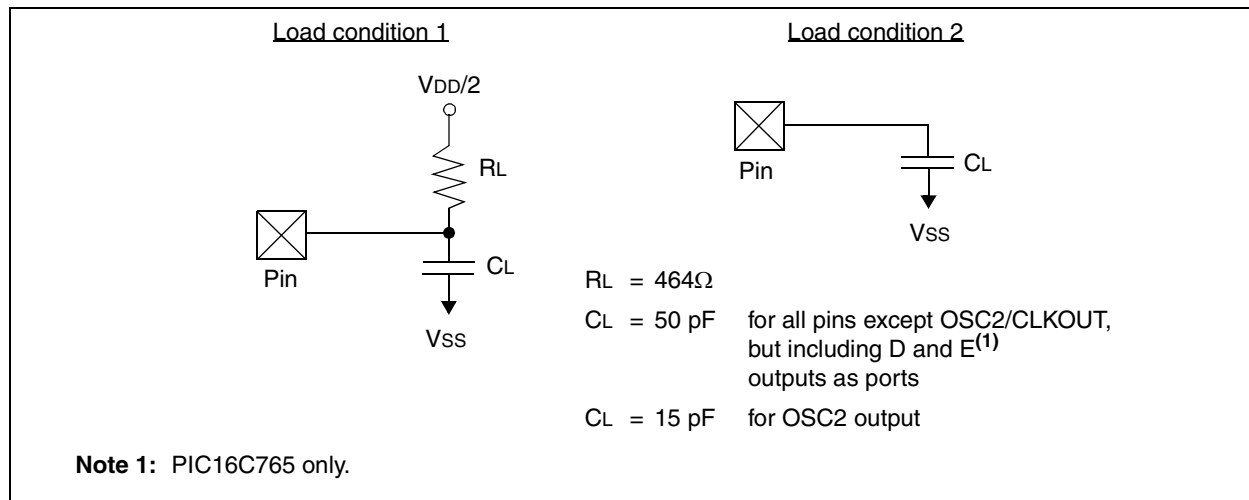 Load condition 1
VDD/2
RL
Pin
CL
VSS
Load condition 2
Pin
CL
VSS
RL = 464Ω
CL = 50 pF for all pins except OSC2/CLKOUT,
but including D and E(1)
outputs as ports
CL = 15 pF for OSC2 output
Note 1: PIC16C765 only.